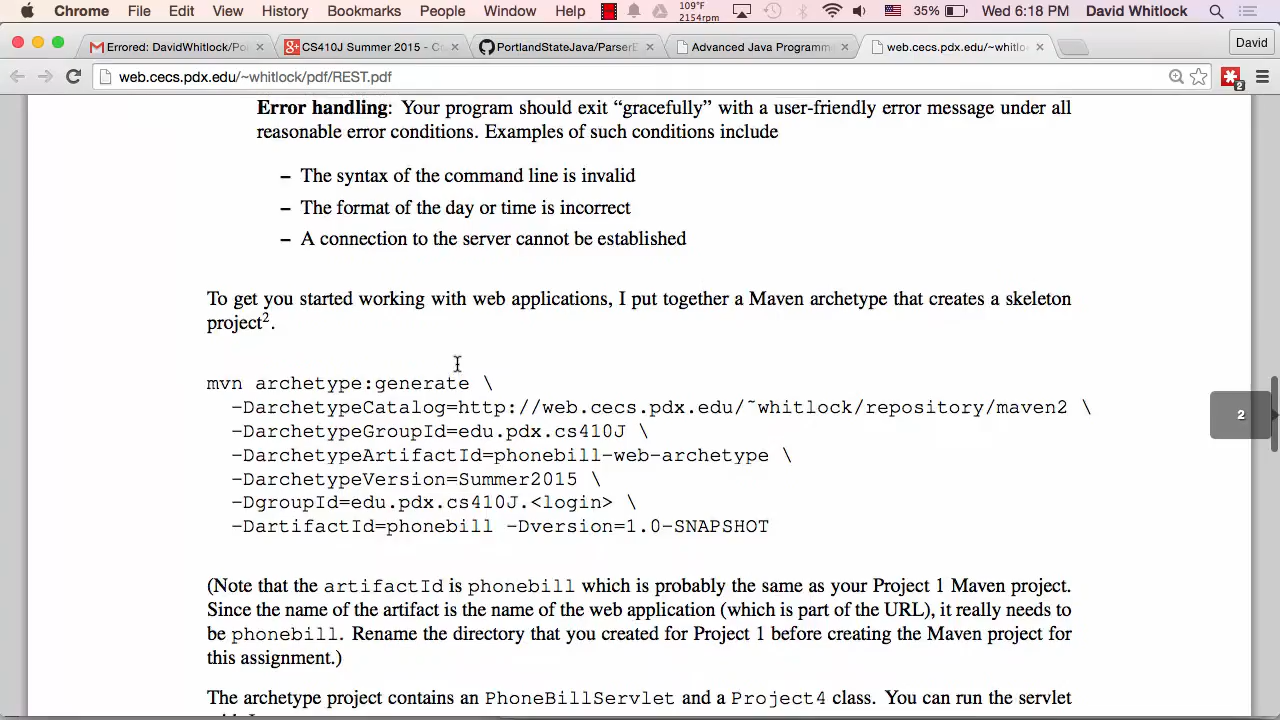 Chrome File Edit View History Bookmarks People Window Help 109°F 2154rpm 35% Wed 6:18 PM David Whitlock
Errored: DavidWhitlock/Po × CS410J Summer 2015 - C × PortlandStateJava/ParserE × Advanced Java Programm × web.cecs.pdx.edu/~whitlo × David
web.cecs.pdx.edu/~whitlock/pdf/REST.pdf 2
Error handling: Your program should exit “gracefully” with a user-friendly error message under all
reasonable error conditions. Examples of such conditions include
– The syntax of the command line is invalid
– The format of the day or time is incorrect
– A connection to the server cannot be established
To get you started working with web applications, I put together a Maven archetype that creates a skeleton
project².
mvn archetype:generate \
-DarchetypeCatalog=http://web.cecs.pdx.edu/~whitlock/repository/maven2 \
-DarchetypeGroupId=edu.pdx.cs410J \
-DarchetypeArtifactId=phonebill-web-archetype \
-DarchetypeVersion=Summer2015 \
-DgroupId=edu.pdx.cs410J.<login> \
-DartifactId=phonebill -Dversion=1.0-SNAPSHOT
2
(Note that the artifactId is phonebill which is probably the same as your Project 1 Maven project.
Since the name of the artifact is the name of the web application (which is part of the URL), it really needs to
be phonebill. Rename the directory that you created for Project 1 before creating the Maven project for
this assignment.)
The archetype project contains an PhoneBillServlet and a Project4 class. You can run the servlet